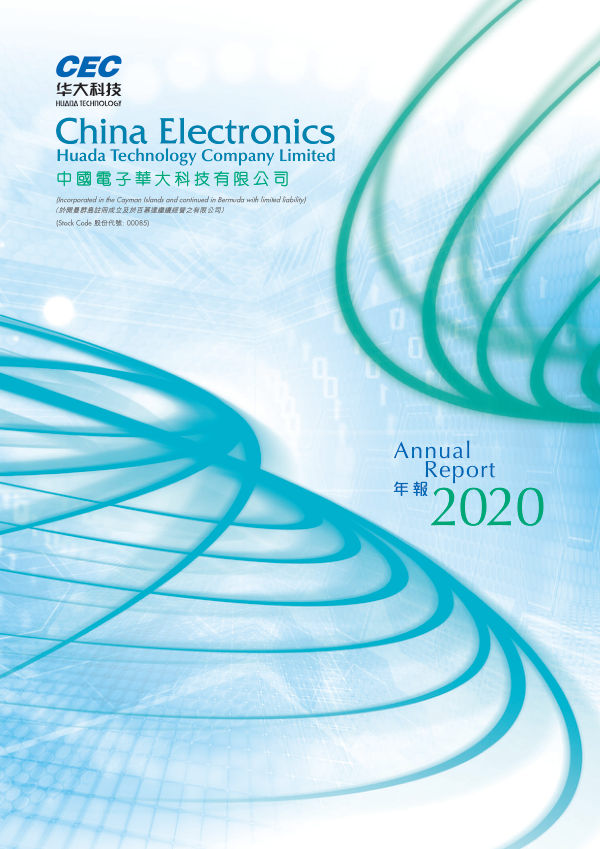 CEC
华大科技
HUADA TECHNOLOGY
China Electronics
Huada Technology Company Limited
中國電子華大科技有限公司
(Incorporated in the Cayman Islands and continued in Bermuda with limited liability)
（於開曼群島註冊成立及於百慕達繼續經營之有限公司）
(Stock Code 股份代號: 00085)
Annual
Report
年報 2020